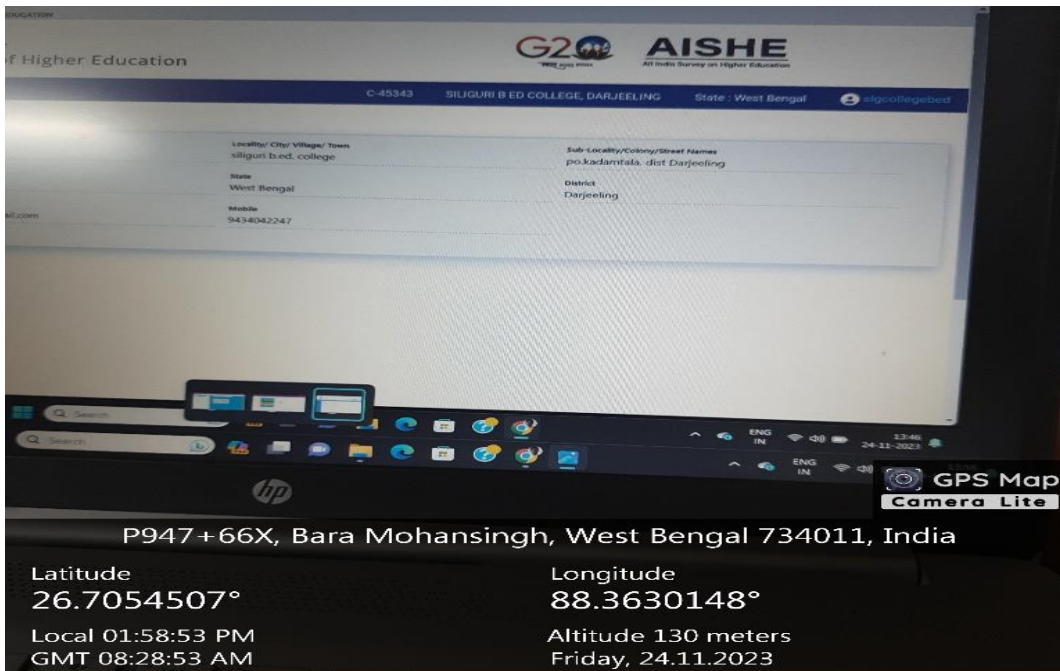 EDUCATION
f Higher Education
G20
AISHE
All India Survey on Higher Education
C-45343 SILIGURI B ED COLLEGE, DARJEELING State : West Bengal slgcollegebed
Locality/ City/ Village/ Town
siliguri b.ed. college
Sub-Locality/Colony/Street Names
po.kadamtala. dist Darjeeling
State
West Bengal
District
Darjeeling
ail.com
Mobile
9434042247
Search
ENG
IN
13:46
24-11-2023
Search
ENG
IN
hp
GPS Map
Camera Lite
P947+66X, Bara Mohansingh, West Bengal 734011, India
Latitude
26.7054507°
Longitude
88.3630148°
Local 01:58:53 PM
GMT 08:28:53 AM
Altitude 130 meters
Friday, 24.11.2023